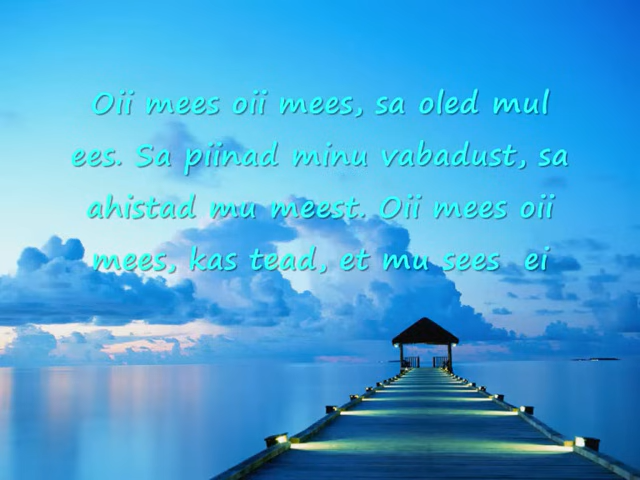 Oii mees oii mees, sa oled mul
ees. Sa piinad minu vabadust, sa
ahistad mu meest. Oii mees oii
mees, kas tead, et mu sees  ei